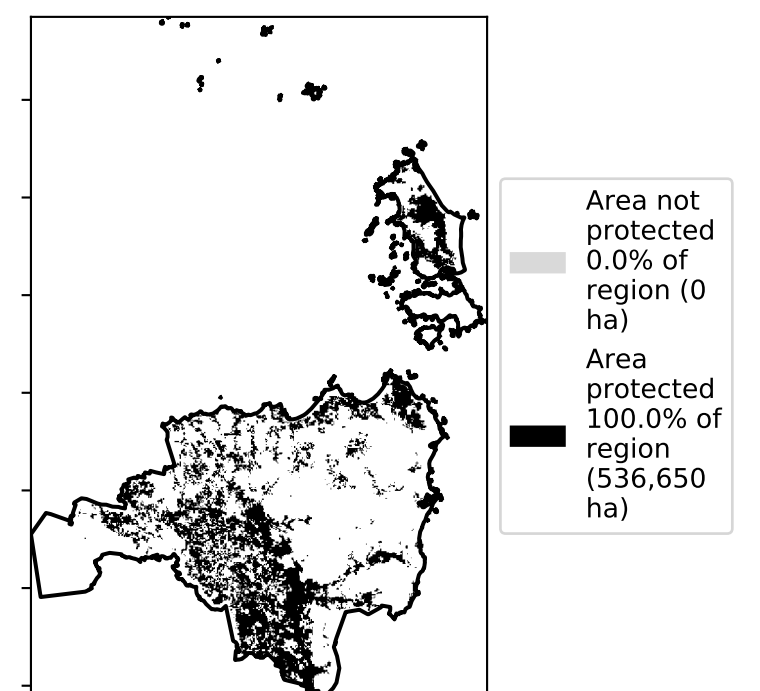 Area not
protected
0.0% of
region (0
ha)
Area
protected
100.0% of
region
(536,650
ha)